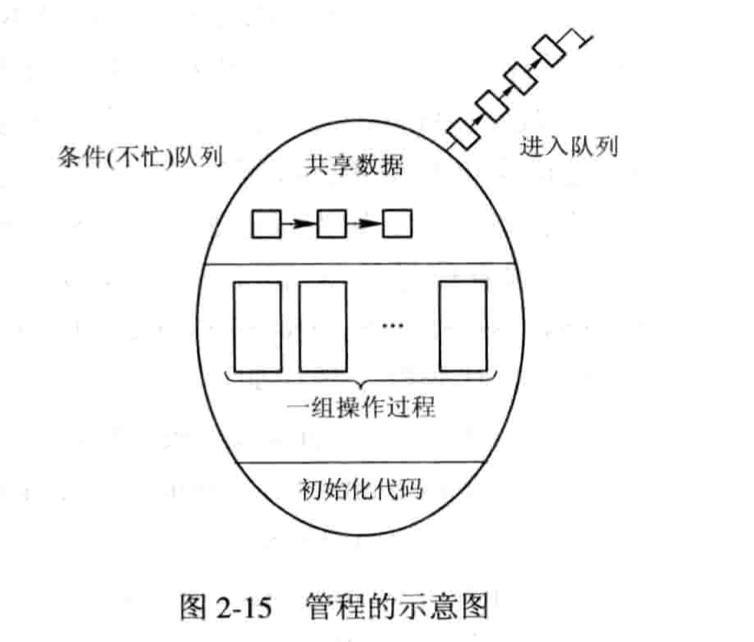 条件(不忙)队列
共享数据
进入队列
...
一组操作过程
初始化代码
图 2-15 管程的示意图